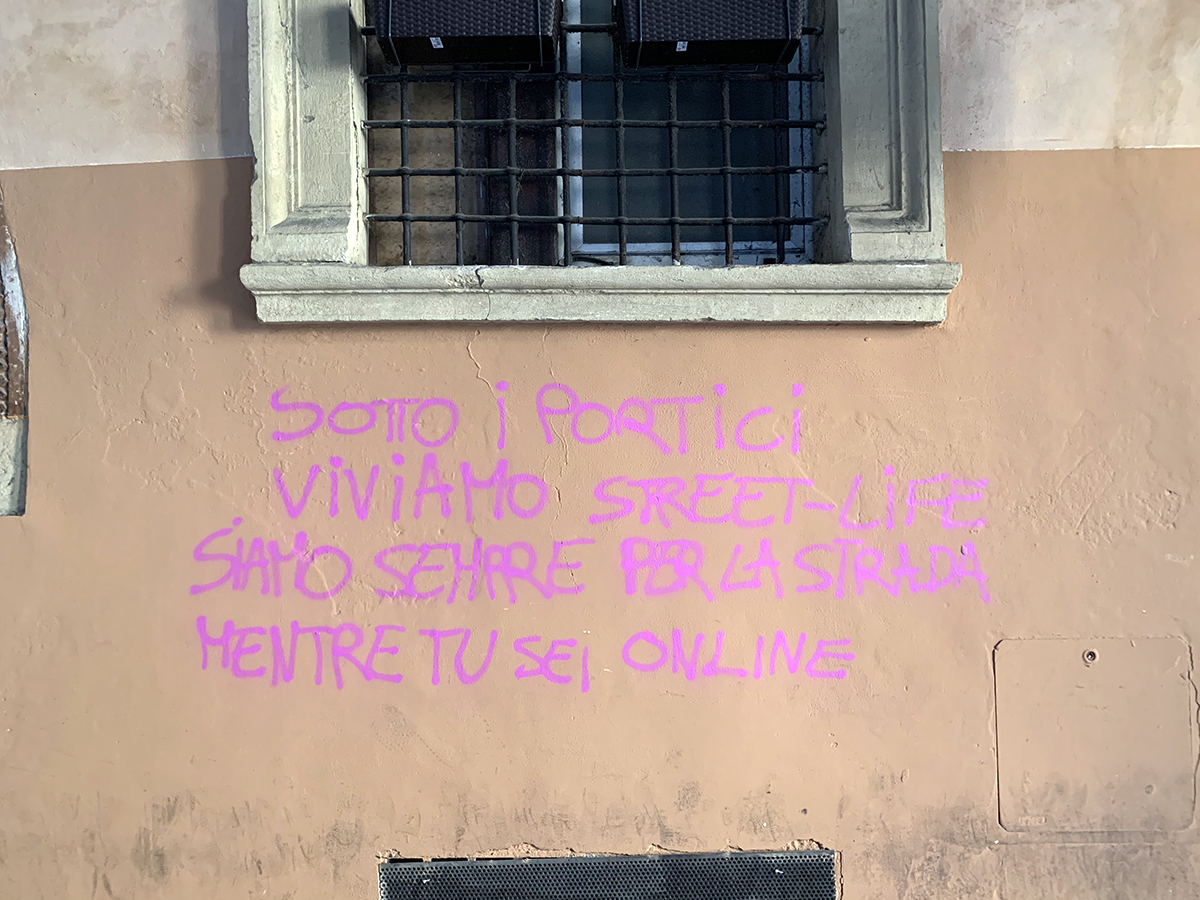 SOTTO i PORTiCi
ViViAMO STREET-LiFE
SiAMO SEMPRE PER LA STRADA
MENTRE TU SEi ONLINE